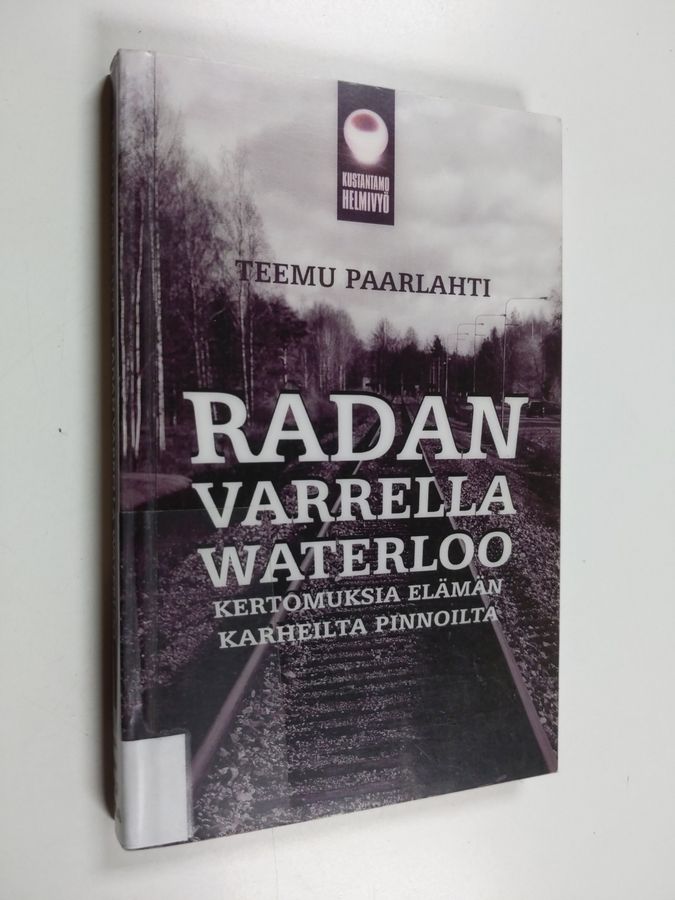 KUSTANTAMO
HELMIVYÖ
TEEMU PAARLAHTI
RADAN
VARRELLA
WATERLOO
KERTOMUKSIA ELÄMÄN
KARHEILTA PINNOILTA